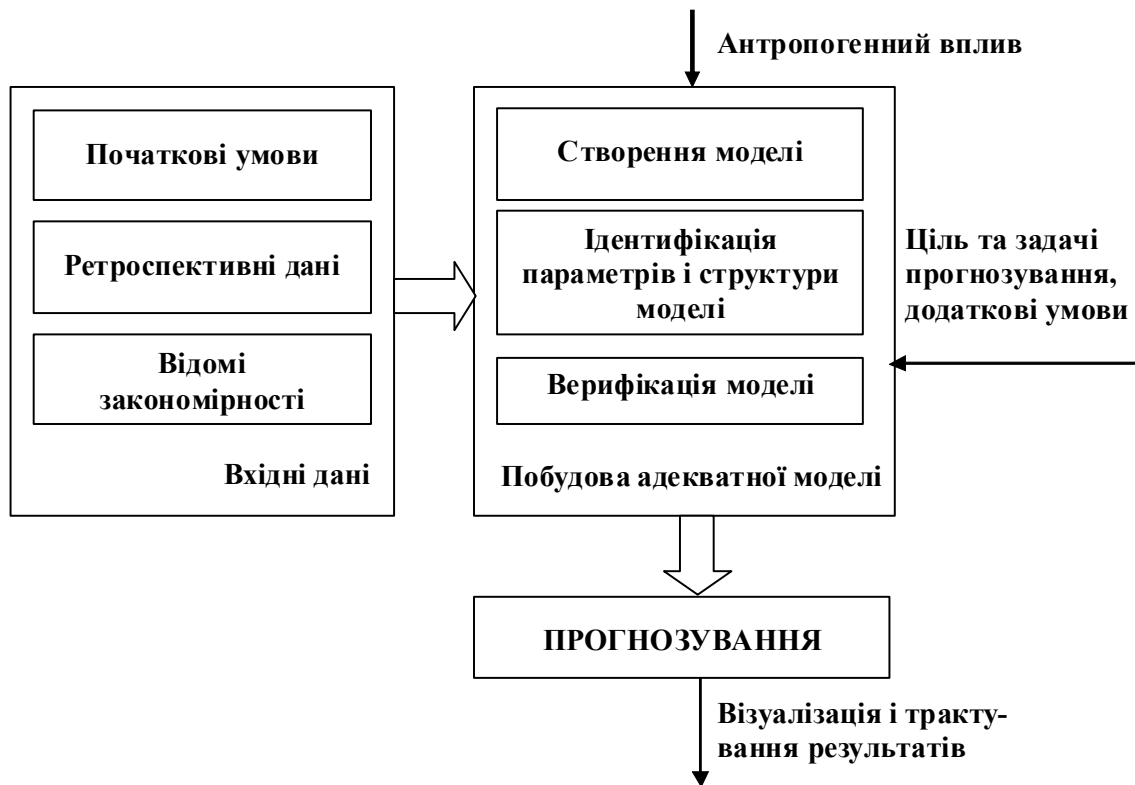 Антропогенний вплив
Початкові умови
Ретроспективні дані
Відомі
закономірності
Вхідні дані
Створення моделі
Ідентифікація
параметрів і структури
моделі
Верифікація моделі
Побудова адекватної моделі
Ціль та задачі
прогнозування,
додаткові умови
ПРОГНОЗУВАННЯ
Візуалізація і тракту-
вання результатів